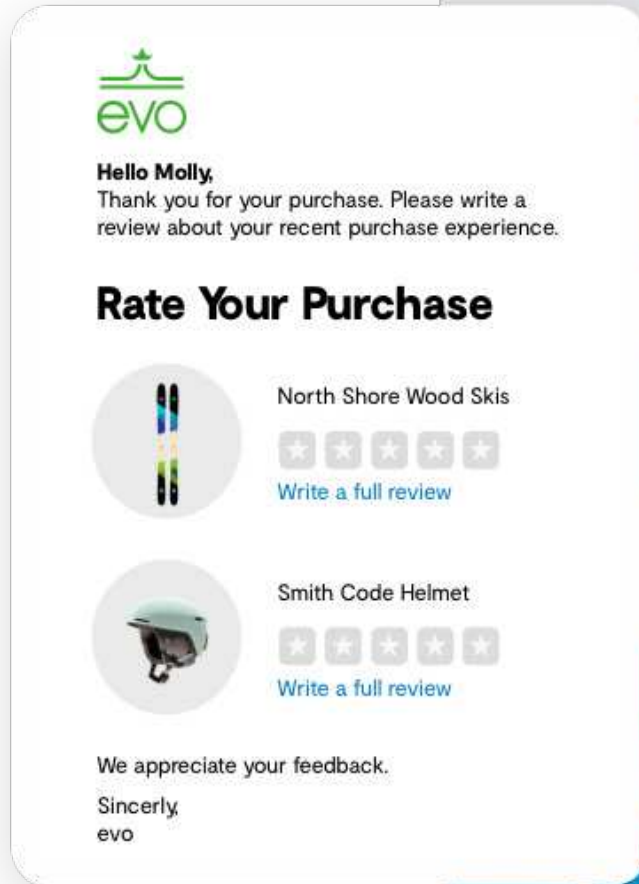 evo
Hello Molly,
Thank you for your purchase. Please write a
review about your recent purchase experience.
Rate Your Purchase
North Shore Wood Skis
Write a full review
Smith Code Helmet
Write a full review
We appreciate your feedback.
Sincerly,
evo